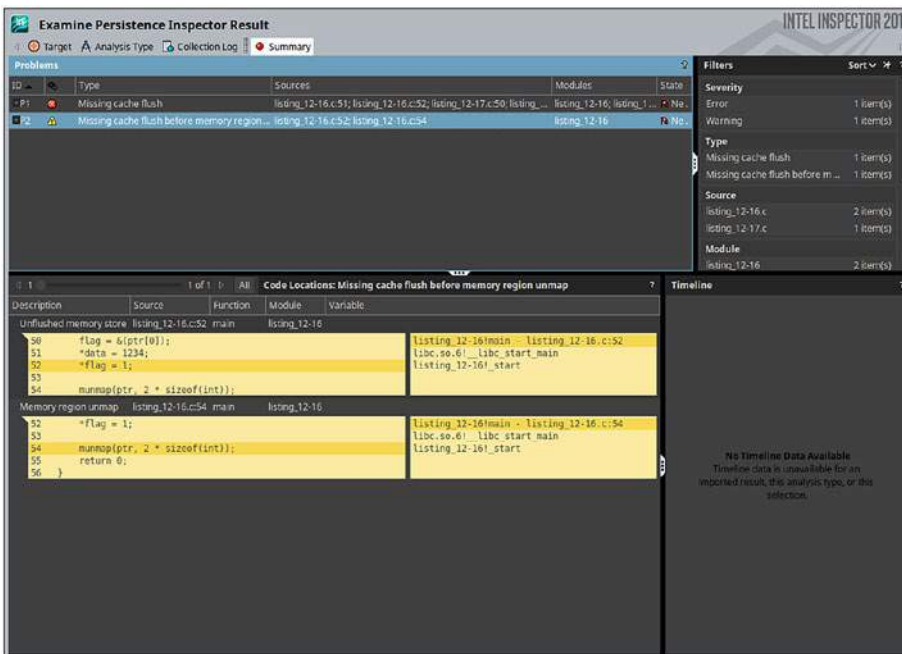 Examine Persistence Inspector Result
INTEL INSPECTOR 201
Target Analysis Type Collection Log Summary
Problems
ID Type Sources Modules State
P1 Missing cache flush listing_12-16.c:51; listing_12-16.c:52; listing_12-17.c:50; listing_... listing_12-16; listing_1... Ne.
P2 Missing cache flush before memory region... listing_12-16.c:52; listing_12-16.c:54 listing_12-16 Ne.
Filters Sort ?
Severity
Error 1 item(s)
Warning 1 item(s)
Type
Missing cache flush 1 item(s)
Missing cache flush before m ... 1 item(s)
Source
listing_12-16.c 2 item(s)
listing_12-17.c 1 item(s)
Module
listing_12-16 2 item(s)
1 1 of 1 All Code Locations: Missing cache flush before memory region unmap ?
Description Source Function Module Variable
Unflushed memory store listing_12-16.c:52 main listing_12-16
50 flag = &(ptr[0]);
51 *data = 1234;
52 *flag = 1;
53
54 munmap(ptr, 2 * sizeof(int));
listing_12-16!main - listing_12-16.c:52
libc.so.6!__libc_start_main
listing_12-16!_start
Memory region unmap listing_12-16.c:54 main listing_12-16
52 *flag = 1;
53
54 munmap(ptr, 2 * sizeof(int));
55 return 0;
56 }
listing_12-16!main - listing_12-16.c:54
libc.so.6!__libc_start_main
listing_12-16!_start
Timeline ?
No Timeline Data Available
Timeline data is unavailable for an
imported result, this analysis type, or this
selection.